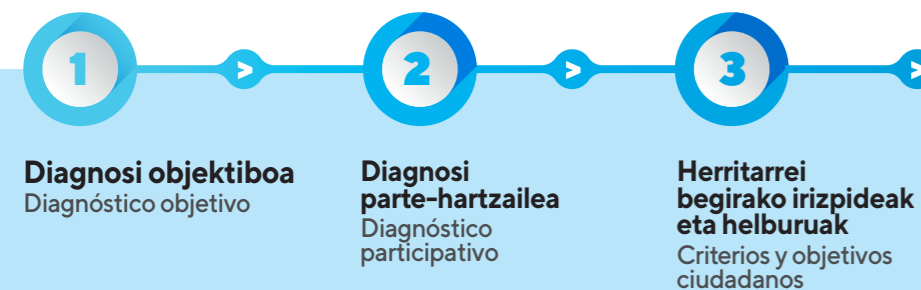 1
>
2
>
3
>
Diagnosi objektiboa
Diagnóstico objetivo
Diagnosi
parte-hartzailea
Diagnóstico
participativo
Herritarrei
begirako irizpideak
eta helburuak
Criterios y objetivos
ciudadanos